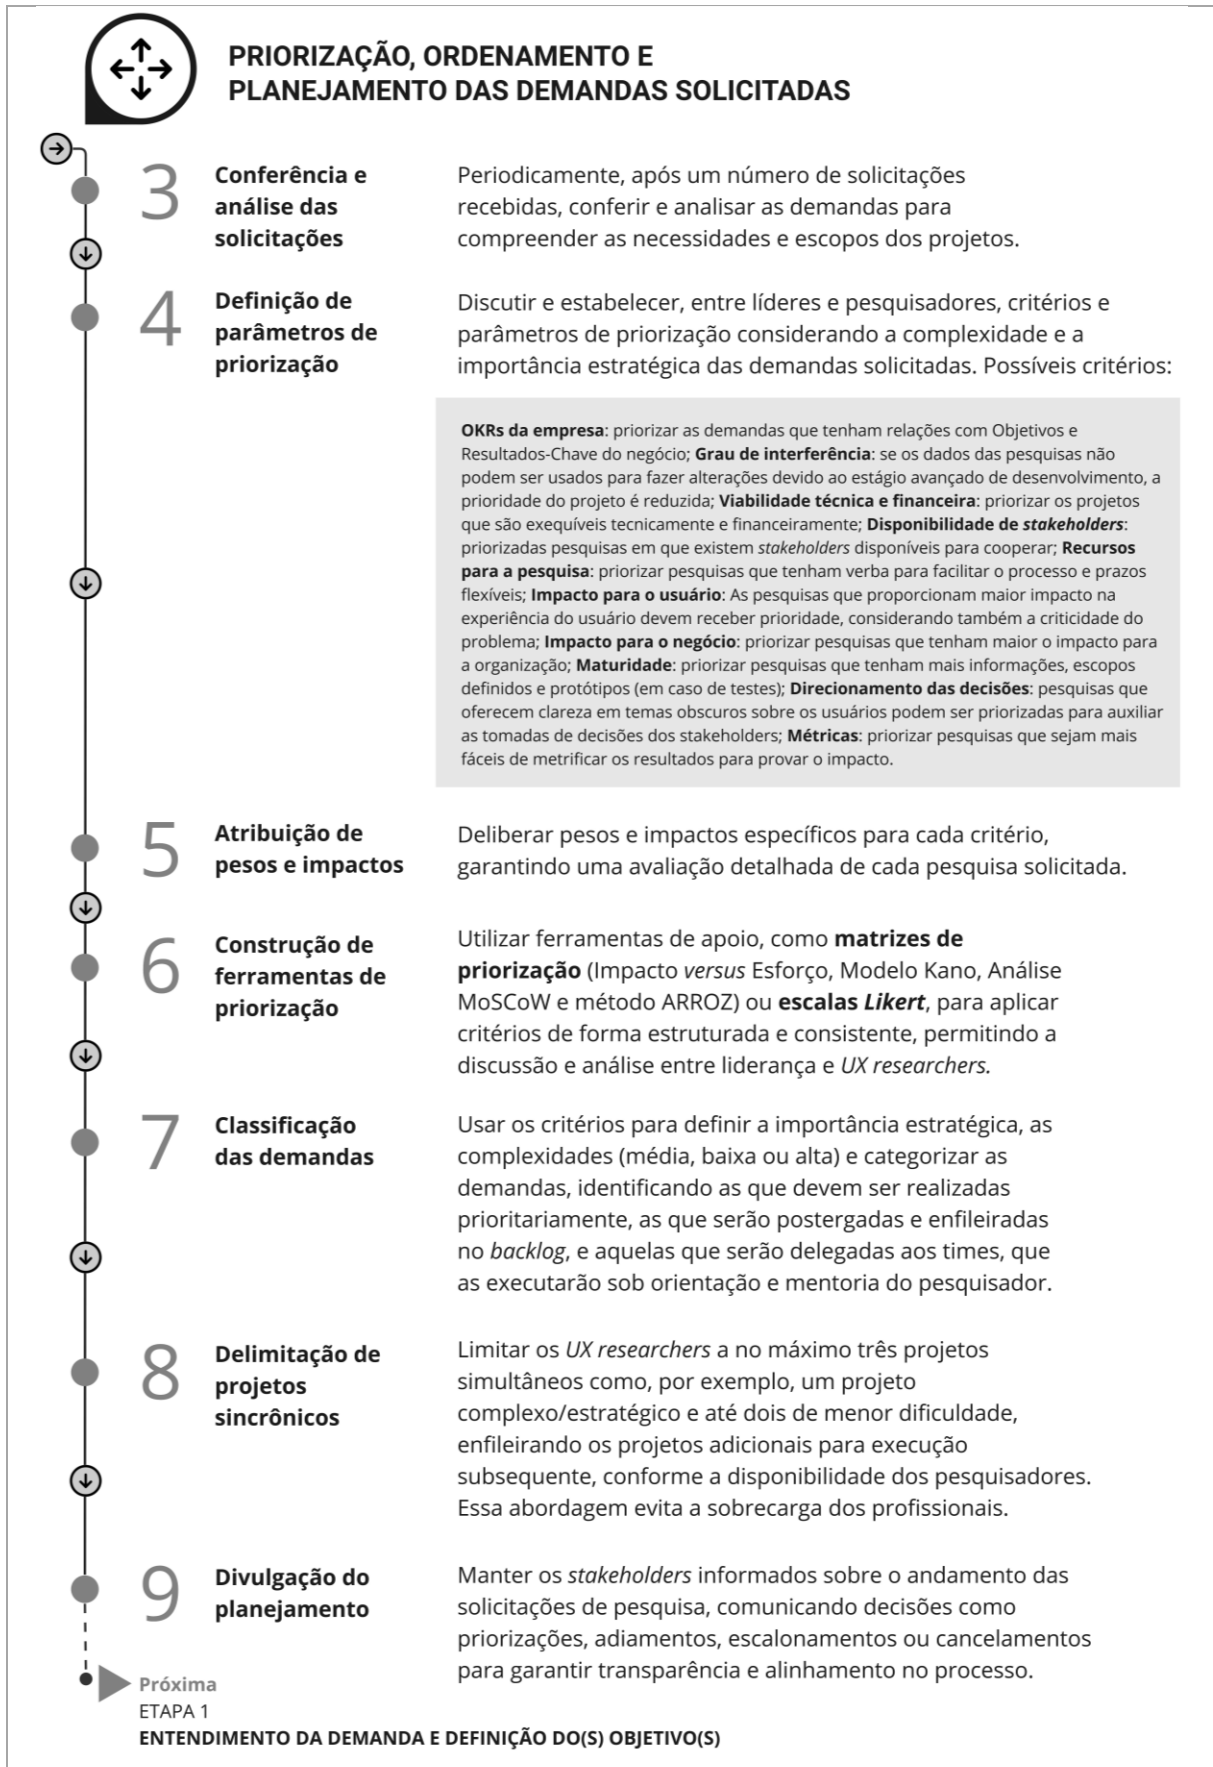 PRIORIZAÇÃO, ORDENAMENTO E
PLANEJAMENTO DAS DEMANDAS SOLICITADAS
3
Conferência e
análise das
solicitações
Periodicamente, após um número de solicitações
recebidas, conferir e analisar as demandas para
compreender as necessidades e escopos dos projetos.
4
Definição de
parâmetros de
priorização
Discutir e estabelecer, entre líderes e pesquisadores, critérios e
parâmetros de priorização considerando a complexidade e a
importância estratégica das demandas solicitadas. Possíveis critérios:
OKRs da empresa: priorizar as demandas que tenham relações com Objetivos e
Resultados-Chave do negócio; Grau de interferência: se os dados das pesquisas não
podem ser usados para fazer alterações devido ao estágio avançado de desenvolvimento, a
prioridade do projeto é reduzida; Viabilidade técnica e financeira: priorizar os projetos
que são exequíveis tecnicamente e financeiramente; Disponibilidade de stakeholders:
priorizadas pesquisas em que existem stakeholders disponíveis para cooperar; Recursos
para a pesquisa: priorizar pesquisas que tenham verba para facilitar o processo e prazos
flexíveis; Impacto para o usuário: As pesquisas que proporcionam maior impacto na
experiência do usuário devem receber prioridade, considerando também a criticidade do
problema; Impacto para o negócio: priorizar pesquisas que tenham maior o impacto para
a organização; Maturidade: priorizar pesquisas que tenham mais informações, escopos
definidos e protótipos (em caso de testes); Direcionamento das decisões: pesquisas que
oferecem clareza em temas obscuros sobre os usuários podem ser priorizadas para auxiliar
as tomadas de decisões dos stakeholders; Métricas: priorizar pesquisas que sejam mais
fáceis de metrificar os resultados para provar o impacto.
5
Atribuição de
pesos e impactos
Deliberar pesos e impactos específicos para cada critério,
garantindo uma avaliação detalhada de cada pesquisa solicitada.
6
Construção de
ferramentas de
priorização
Utilizar ferramentas de apoio, como matrizes de
priorização (Impacto versus Esforço, Modelo Kano, Análise
MoSCoW e método ARROZ) ou escalas Likert, para aplicar
critérios de forma estruturada e consistente, permitindo a
discussão e análise entre liderança e UX researchers.
7
Classificação
das demandas
Usar os critérios para definir a importância estratégica, as
complexidades (média, baixa ou alta) e categorizar as
demandas, identificando as que devem ser realizadas
prioritariamente, as que serão postergadas e enfileiradas
no backlog, e aquelas que serão delegadas aos times, que
as executarão sob orientação e mentoria do pesquisador.
8
Delimitação de
projetos
sincrônicos
Limitar os UX researchers a no máximo três projetos
simultâneos como, por exemplo, um projeto
complexo/estratégico e até dois de menor dificuldade,
enfileirando os projetos adicionais para execução
subsequente, conforme a disponibilidade dos pesquisadores.
Essa abordagem evita a sobrecarga dos profissionais.
9
Divulgação do
planejamento
Manter os stakeholders informados sobre o andamento das
solicitações de pesquisa, comunicando decisões como
priorizações, adiamentos, escalonamentos ou cancelamentos
para garantir transparência e alinhamento no processo.
Próxima
ETAPA 1
ENTENDIMENTO DA DEMANDA E DEFINIÇÃO DO(S) OBJETIVO(S)